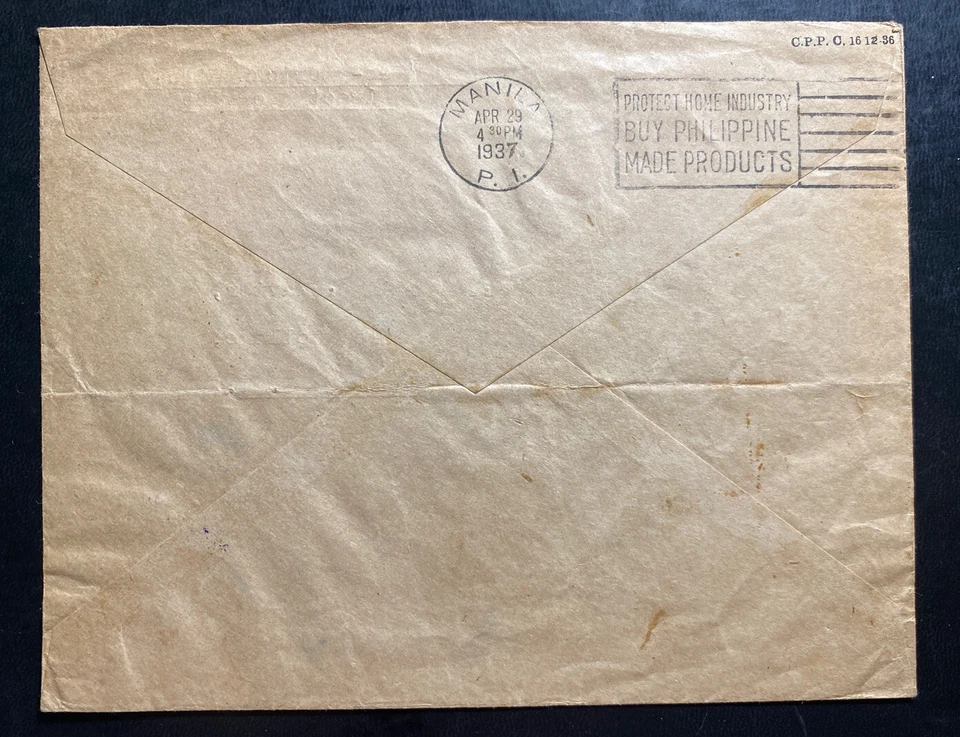 C.P.P. C. 16 12-36
MANILA
APR 29
4 30 PM
1937
P. I.
PROTECT HOME INDUSTRY
BUY PHILIPPINE
MADE PRODUCTS